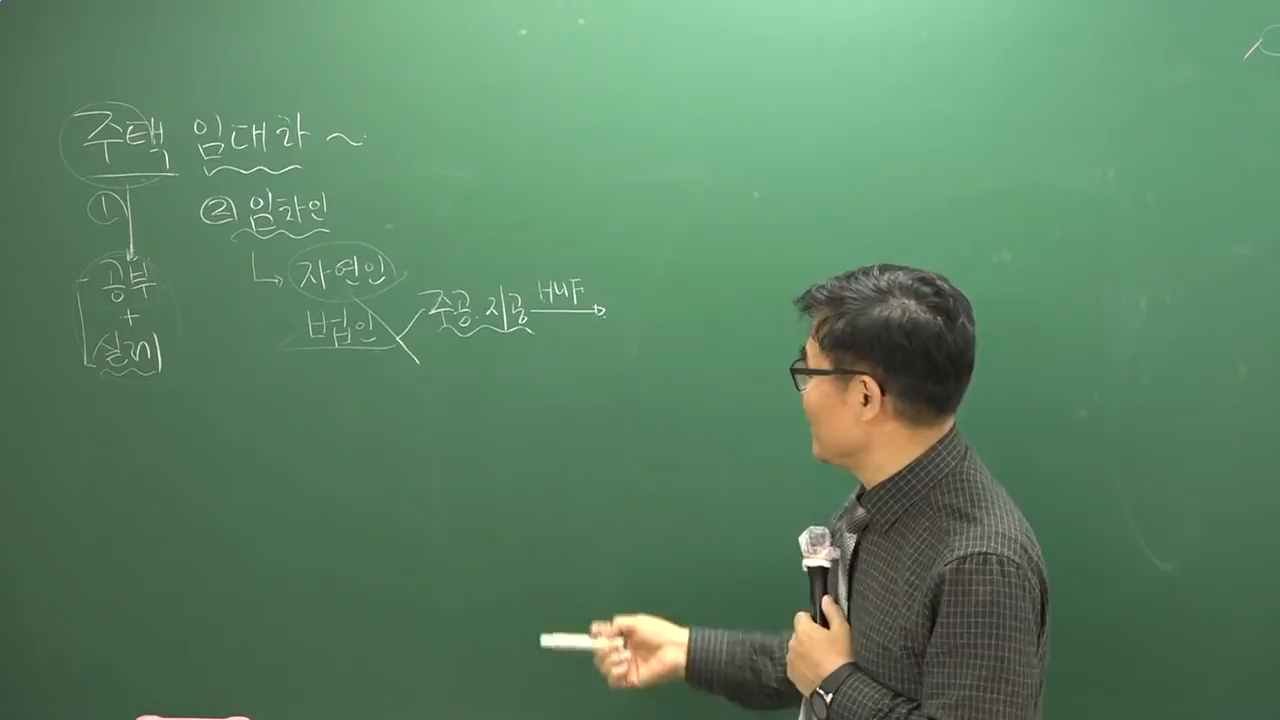 주택 임대차 ~
① ② 임차인
공부 + 실제
↳ 자연인
법인
주공. 지공 HUF →